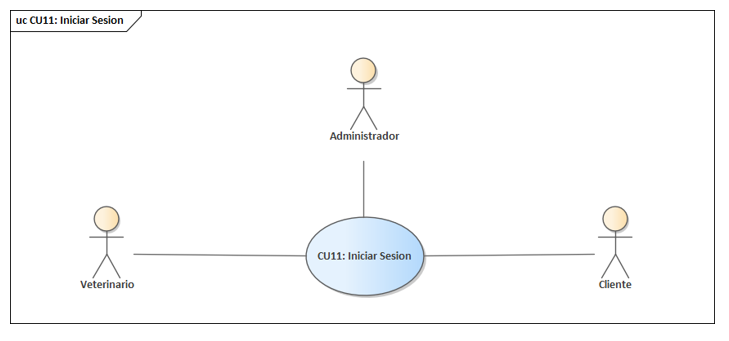 uc CU11: Iniciar Sesion
Administrador
CU11: Iniciar Sesion
Veterinario
Cliente